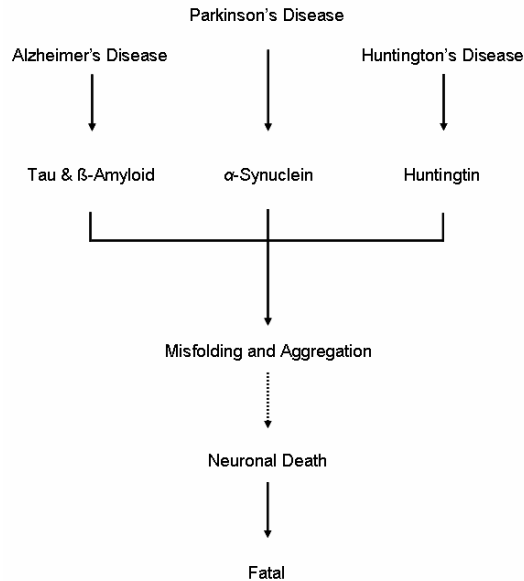 Parkinson's Disease
Alzheimer's Disease
Huntington's Disease
Tau & ß-Amyloid
α-Synuclein
Huntingtin
Misfolding and Aggregation
Neuronal Death
Fatal